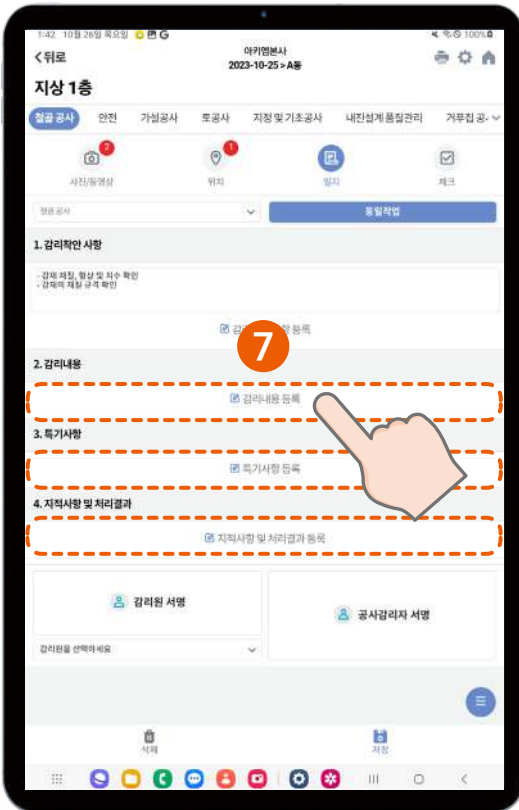 1:42 10월 26일 목요일 G 100%
<뒤로
아키엠본사
2023-10-25 > A동
지상 1층
철골공사 안전 가설공사 토공사 지정 및 기초공사 내진설계 품질관리 거푸집 공
2 1
사진/동영상 위치 일지 체크
철골공사 동일작업
1. 감리착안 사항
- 강재 재질, 형상 및 치수 확인
- 강재의 재질 규격 확인
등록
7
2. 감리내용
감리내용 등록
3. 특기사항
특기사항 등록
4. 지적사항 및 처리결과
지적사항 및 처리결과 등록
감리원 서명 공사감리자 서명
감리원을 선택하세요
삭제 저장